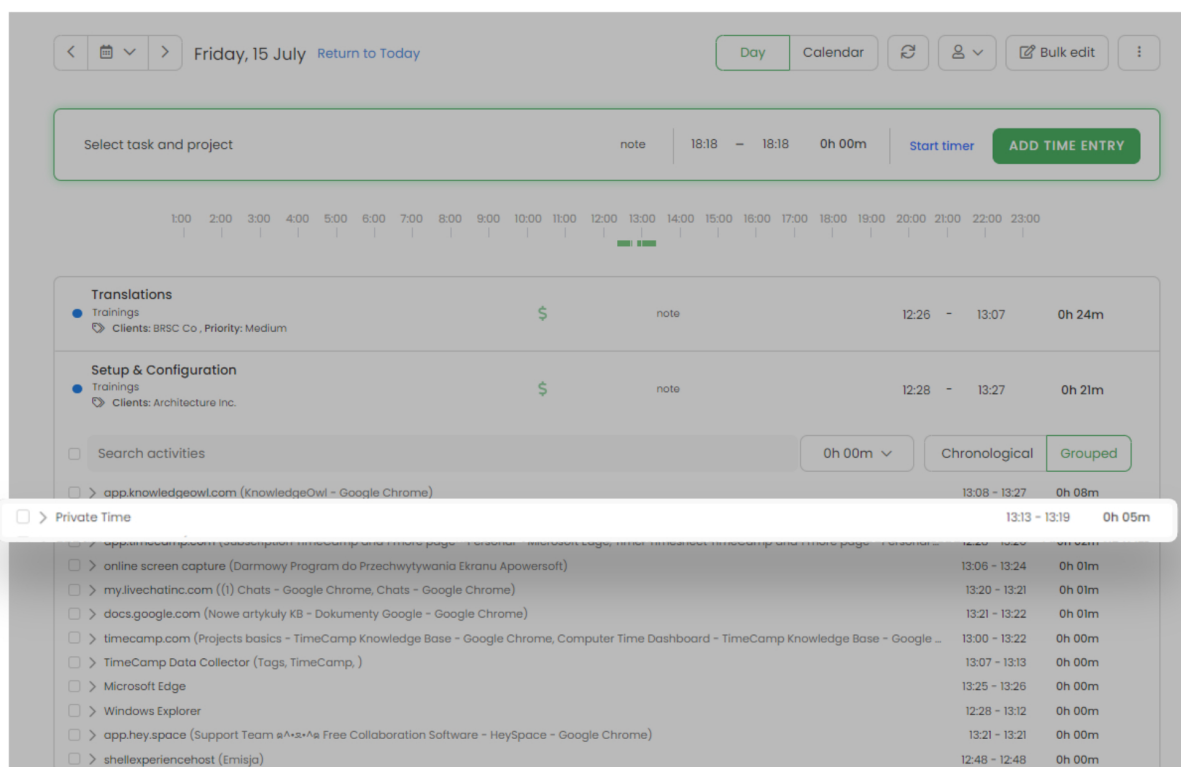 Friday, 15 July Return to Today Day Calendar Bulk edit
Select task and project note 18:18 – 18:18 0h 00m Start timer ADD TIME ENTRY
1:00 2:00 3:00 4:00 5:00 6:00 7:00 8:00 9:00 10:00 11:00 12:00 13:00 14:00 15:00 16:00 17:00 18:00 19:00 20:00 21:00 22:00 23:00
Translations
Trainings
Clients: BRSC Co , Priority: Medium
$ note 12:26 - 13:07 0h 24m
Setup & Configuration
Trainings
Clients: Architecture Inc.
$ note 12:28 - 13:27 0h 21m
Search activities 0h 00m Chronological Grouped
app.knowledgeowl.com (KnowledgeOwl - Google Chrome) 13:08 - 13:27 0h 08m
Private Time 13:13 - 13:19 0h 05m
online screen capture (Darmowy Program do Przechwytywania Ekranu Apowersoft) 13:06 - 13:24 0h 01m
my.livechatinc.com ((1) Chats - Google Chrome, Chats - Google Chrome) 13:20 - 13:21 0h 01m
docs.google.com (Nowe artykuły KB - Dokumenty Google - Google Chrome) 13:21 - 13:22 0h 01m
timecamp.com (Projects basics - TimeCamp Knowledge Base - Google Chrome, Computer Time Dashboard - TimeCamp Knowledge Base - Google ... 13:00 - 13:22 0h 00m
TimeCamp Data Collector (Tags, TimeCamp, ) 13:07 - 13:13 0h 00m
Microsoft Edge 13:25 - 13:26 0h 00m
Windows Explorer 12:28 - 13:12 0h 00m
app.hey.space (Support Team Free Collaboration Software - HeySpace - Google Chrome) 13:21 - 13:21 0h 00m
shellexperiencehost (Emisja) 12:48 - 12:48 0h 00m